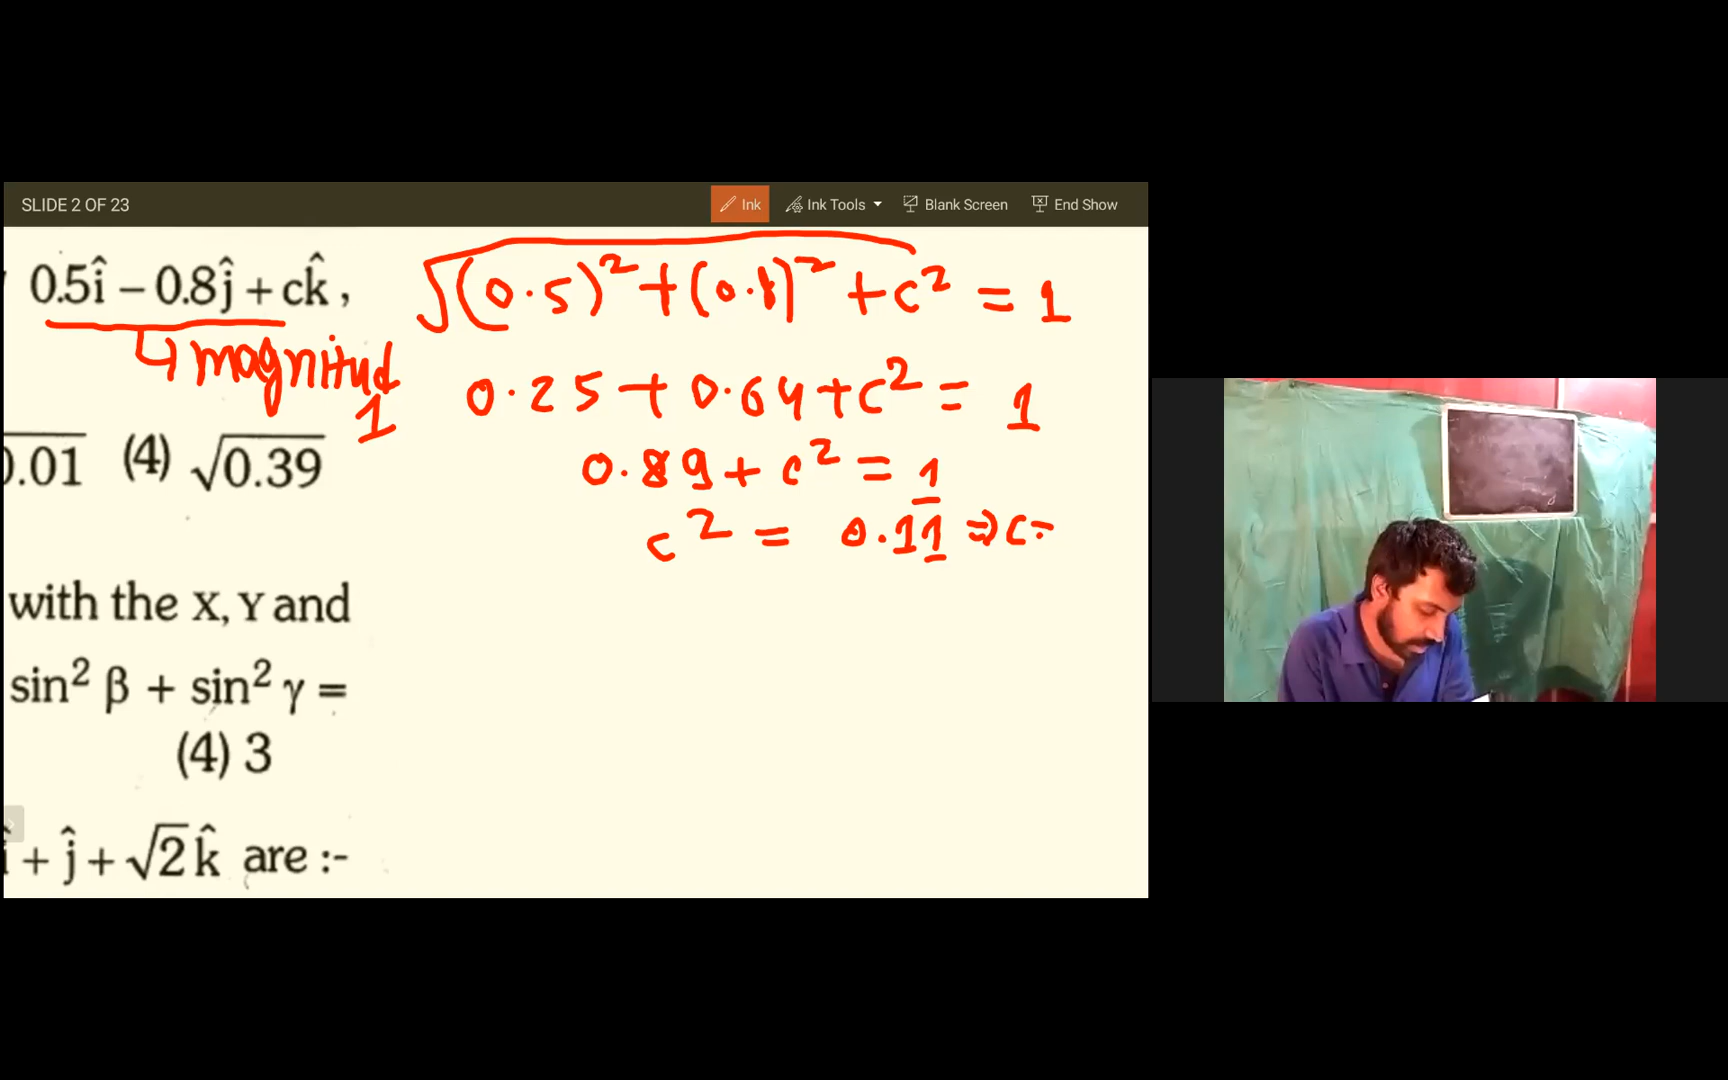 SLIDE 2 OF 23
Ink
Ink Tools
Blank Screen
End Show
0.5î – 0.8ĵ + ck̂ ,
magnitud
1
√(0.5)² + (0.8)² + c² = 1
0.25 + 0.64 + c² = 1
0.89 + c² = 1
c² = 0.11 ⇒ c =
0.01 (4) √0.39
with the X, Y and
sin² β + sin² γ =
(4) 3
î + ĵ + √2 k̂ are :-